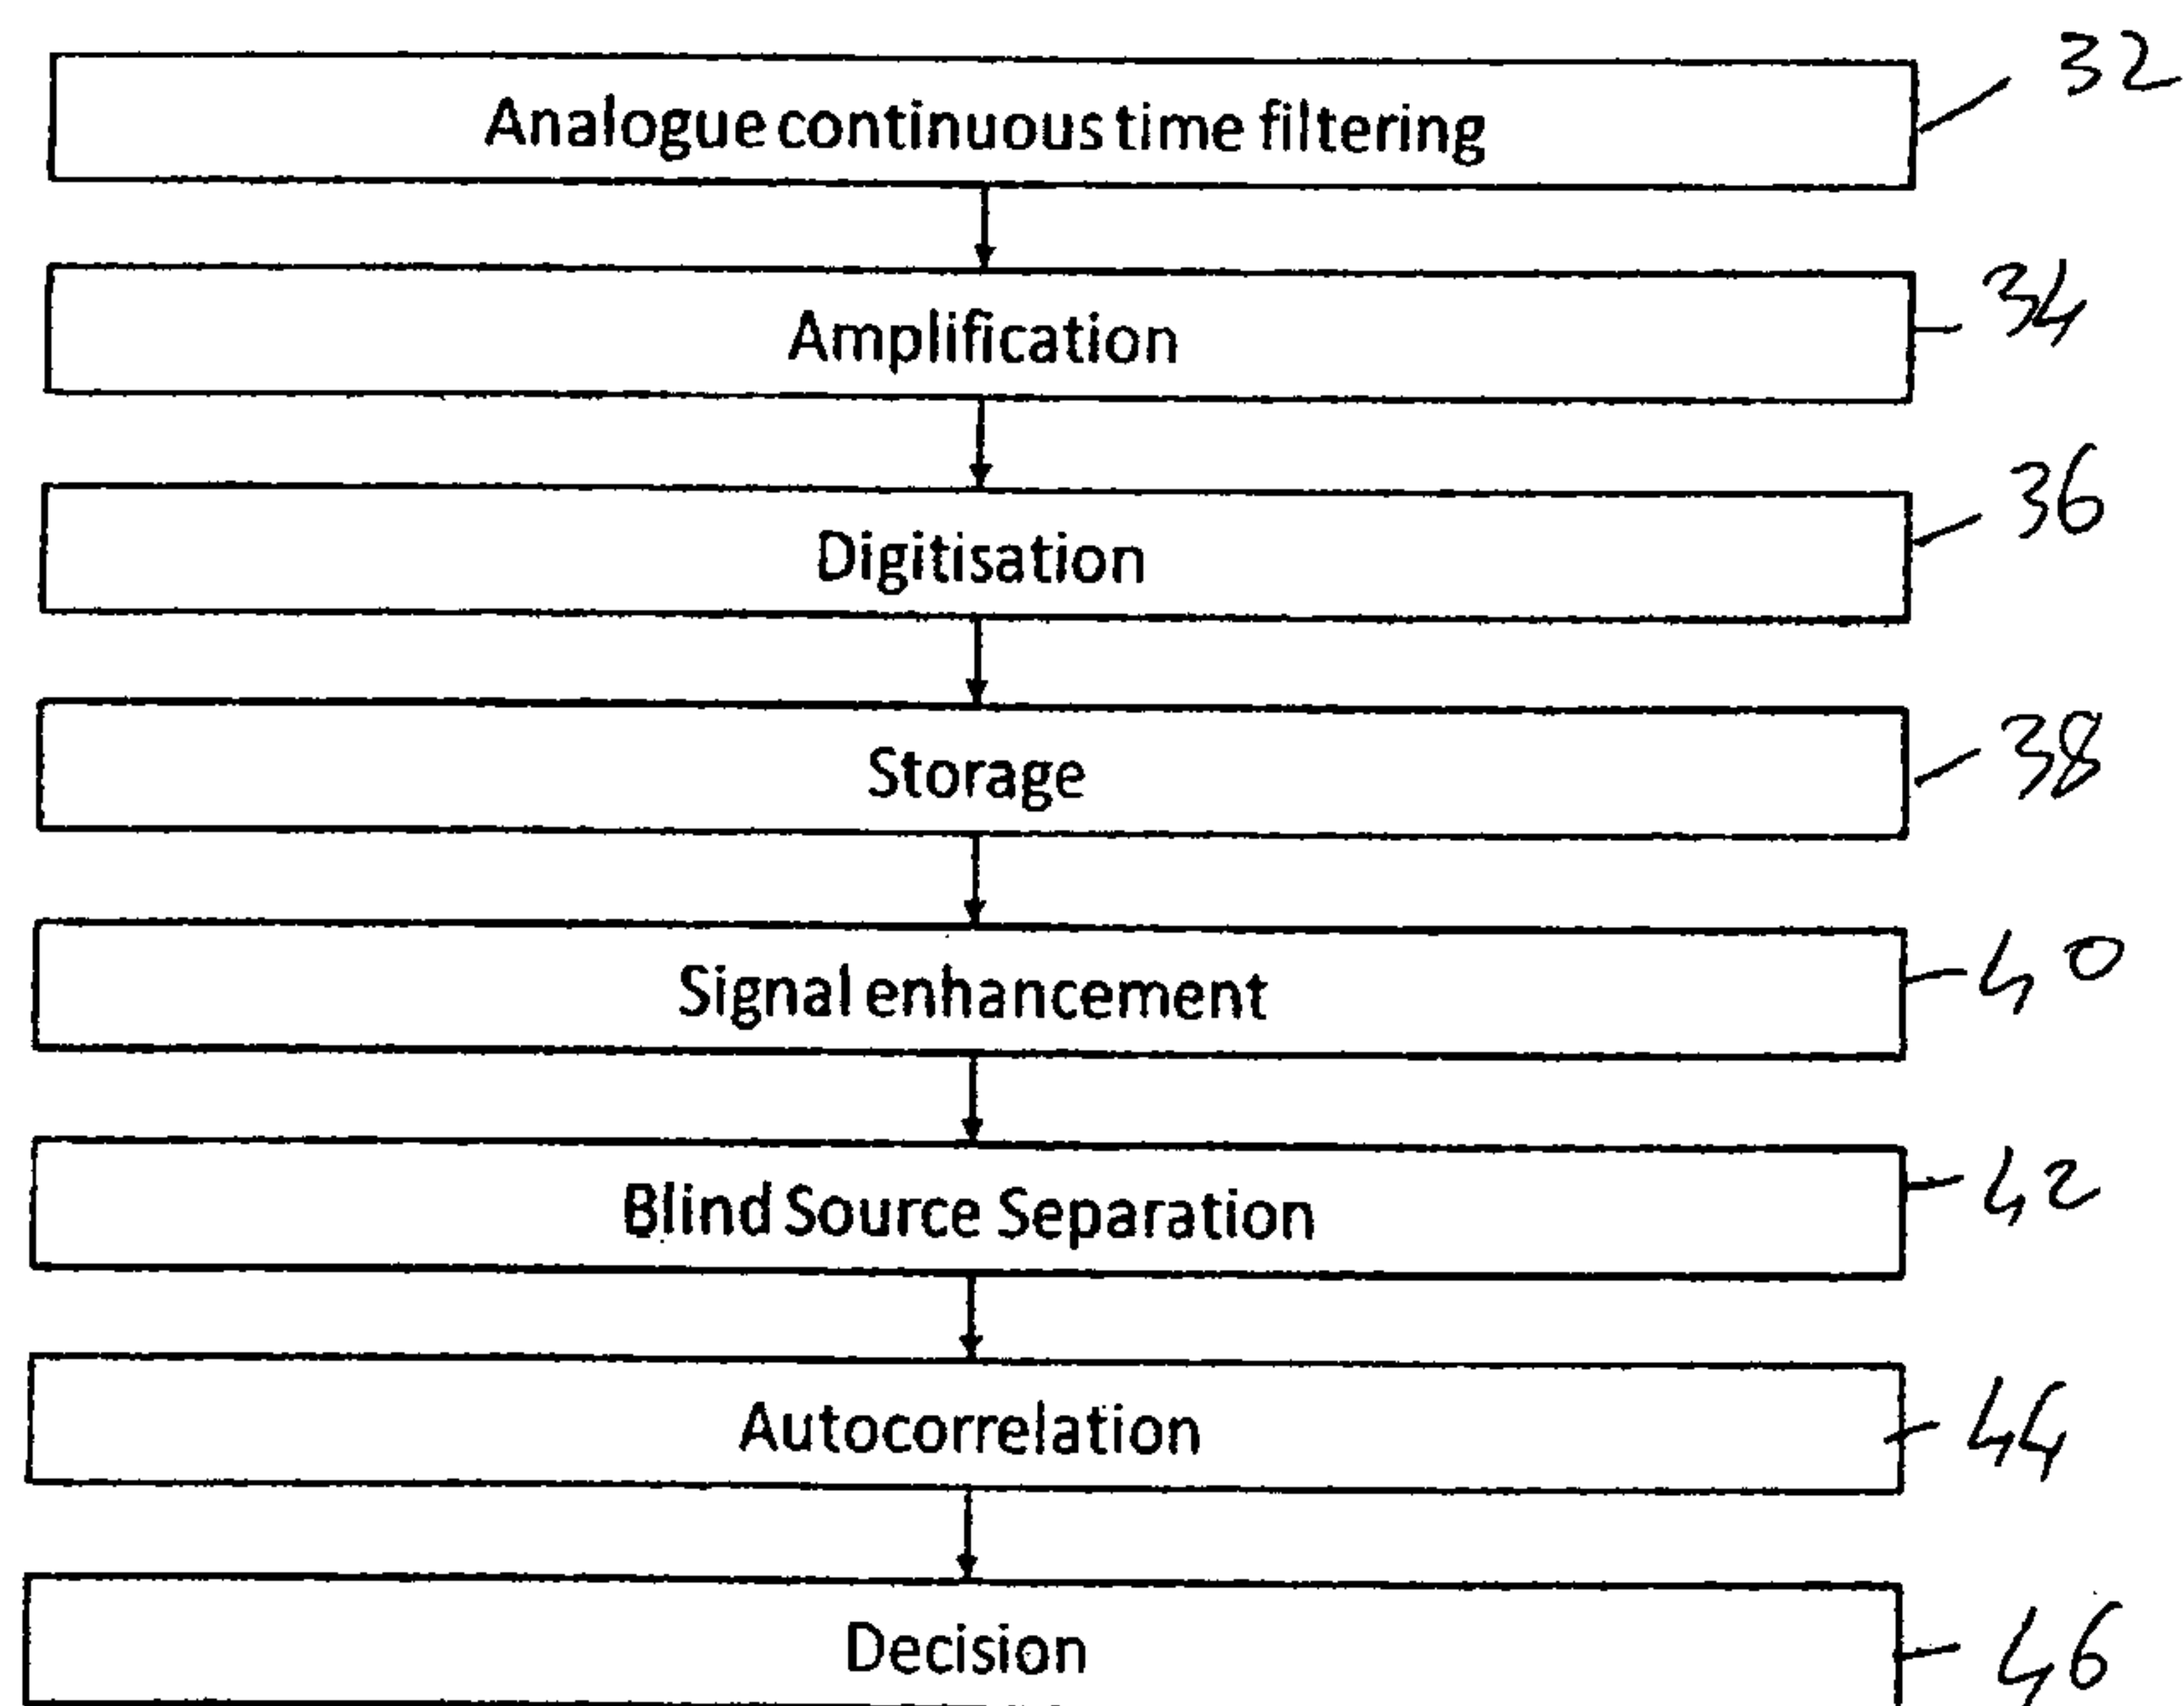 Analogue continuous time filtering 32
Amplification 34
Digitisation 36
Storage 38
Signal enhancement 40
Blind Source Separation 42
Autocorrelation 44
Decision 46